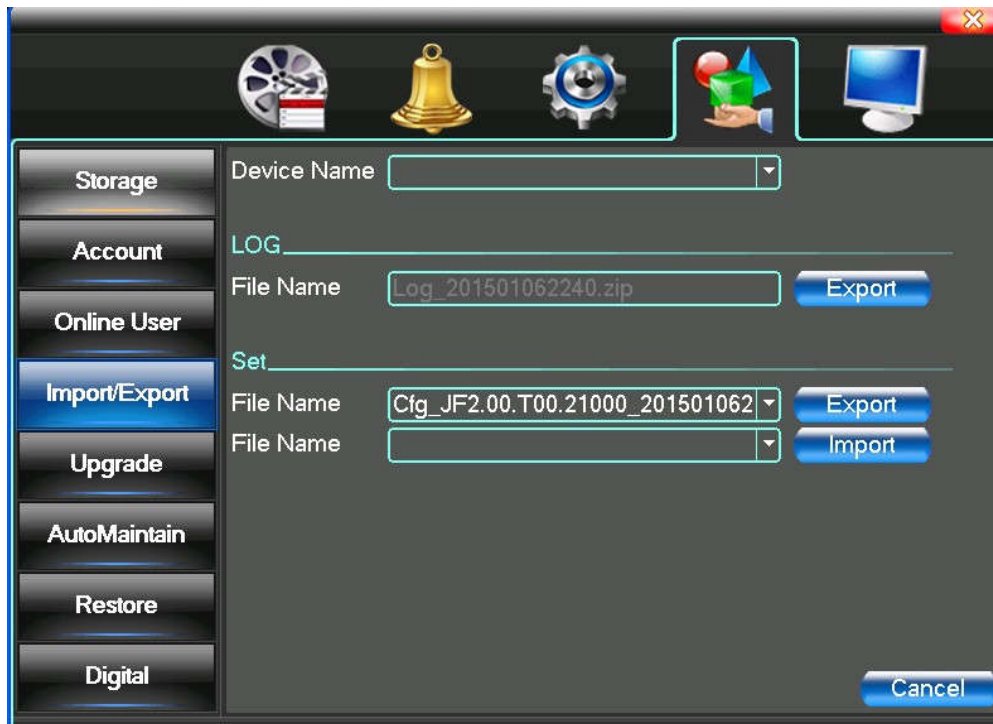 Storage
Account
Online User
Import/Export
Upgrade
AutoMaintain
Restore
Digital
Device Name
LOG
File Name Log_201501062240.zip Export
Set
File Name Cfg_JF2.00.T00.21000_201501062 Export
File Name Import
Cancel